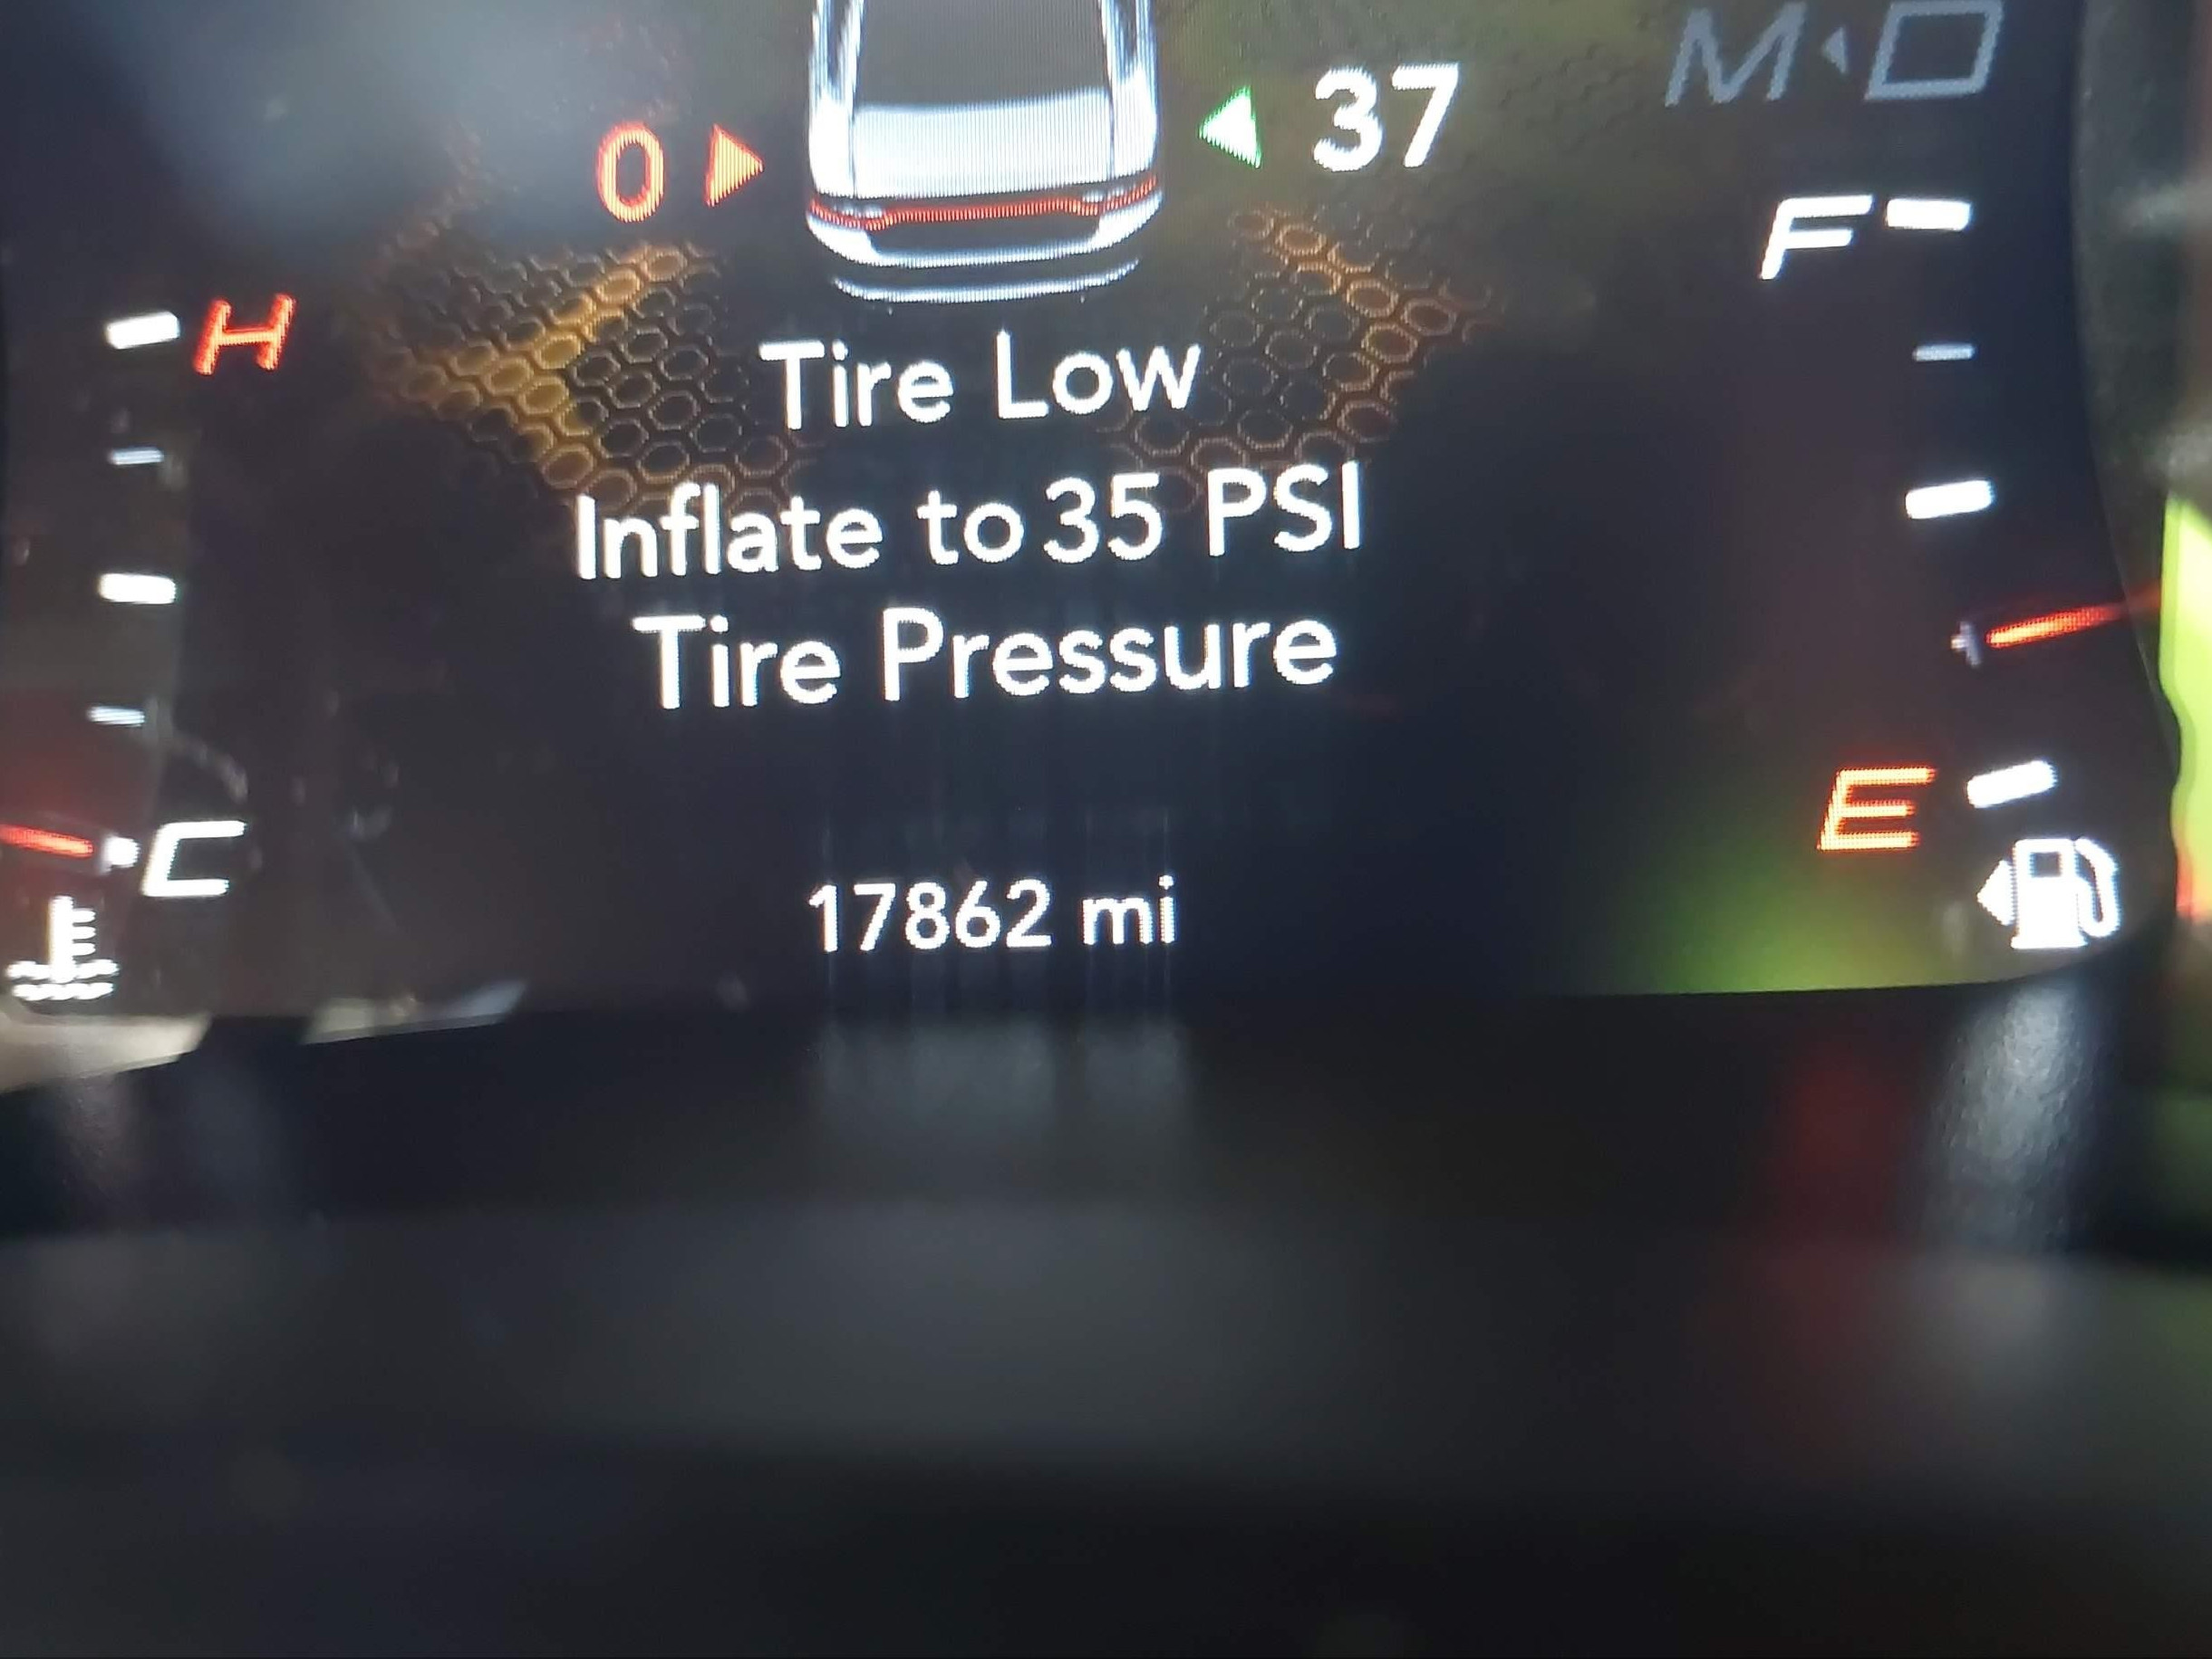 M D
0 37
F
H
Tire Low
Inflate to 35 PSI
Tire Pressure
E
C
17862 mi